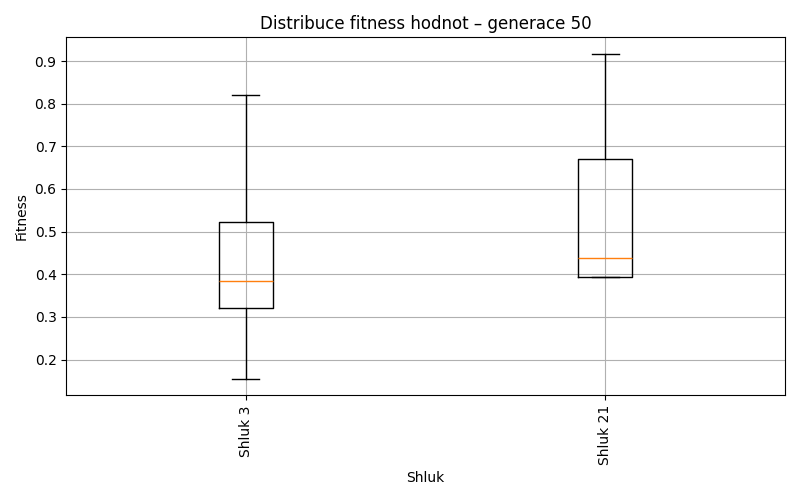 Distribuce fitness hodnot – generace 50
Fitness
0.9
0.8
0.7
0.6
0.5
0.4
0.3
0.2
Shluk 3
Shluk 21
Shluk